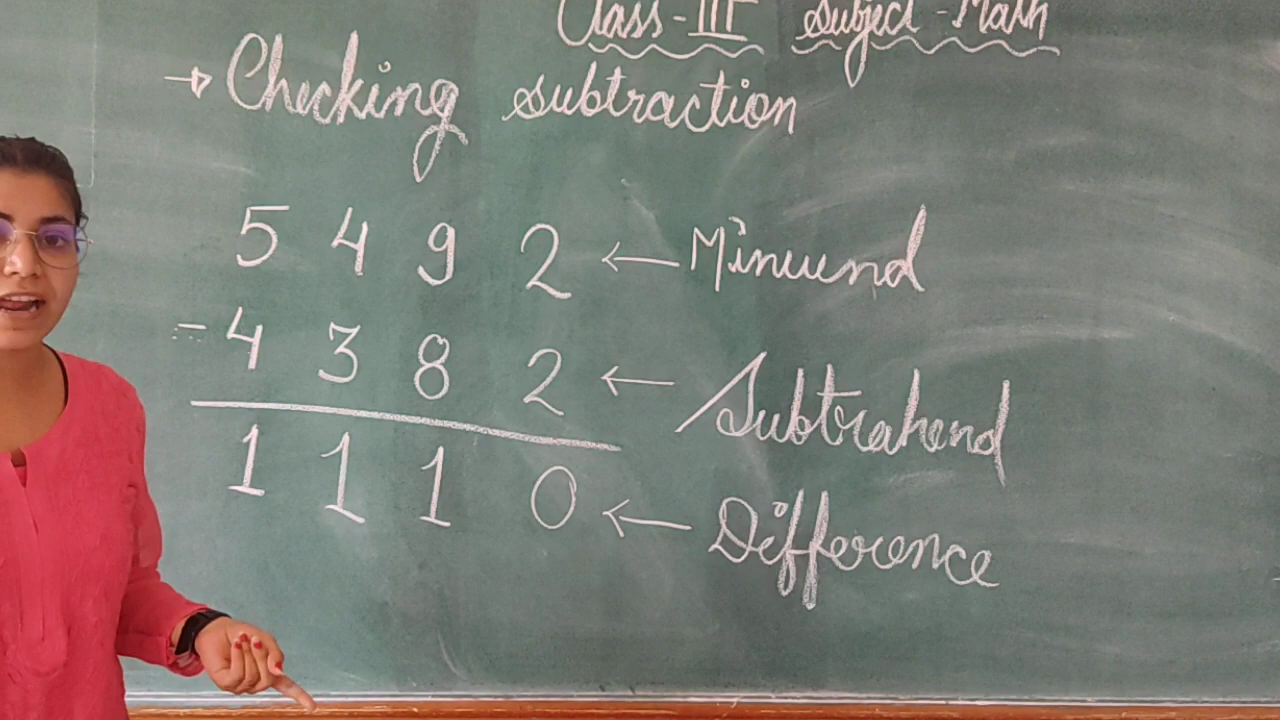 Class-III Subject-Math
→ Checking subtraction
5 4 9 2 ← Minuend
- 4 3 8 2 ← Subtrahend
1 1 1 0 ← Difference